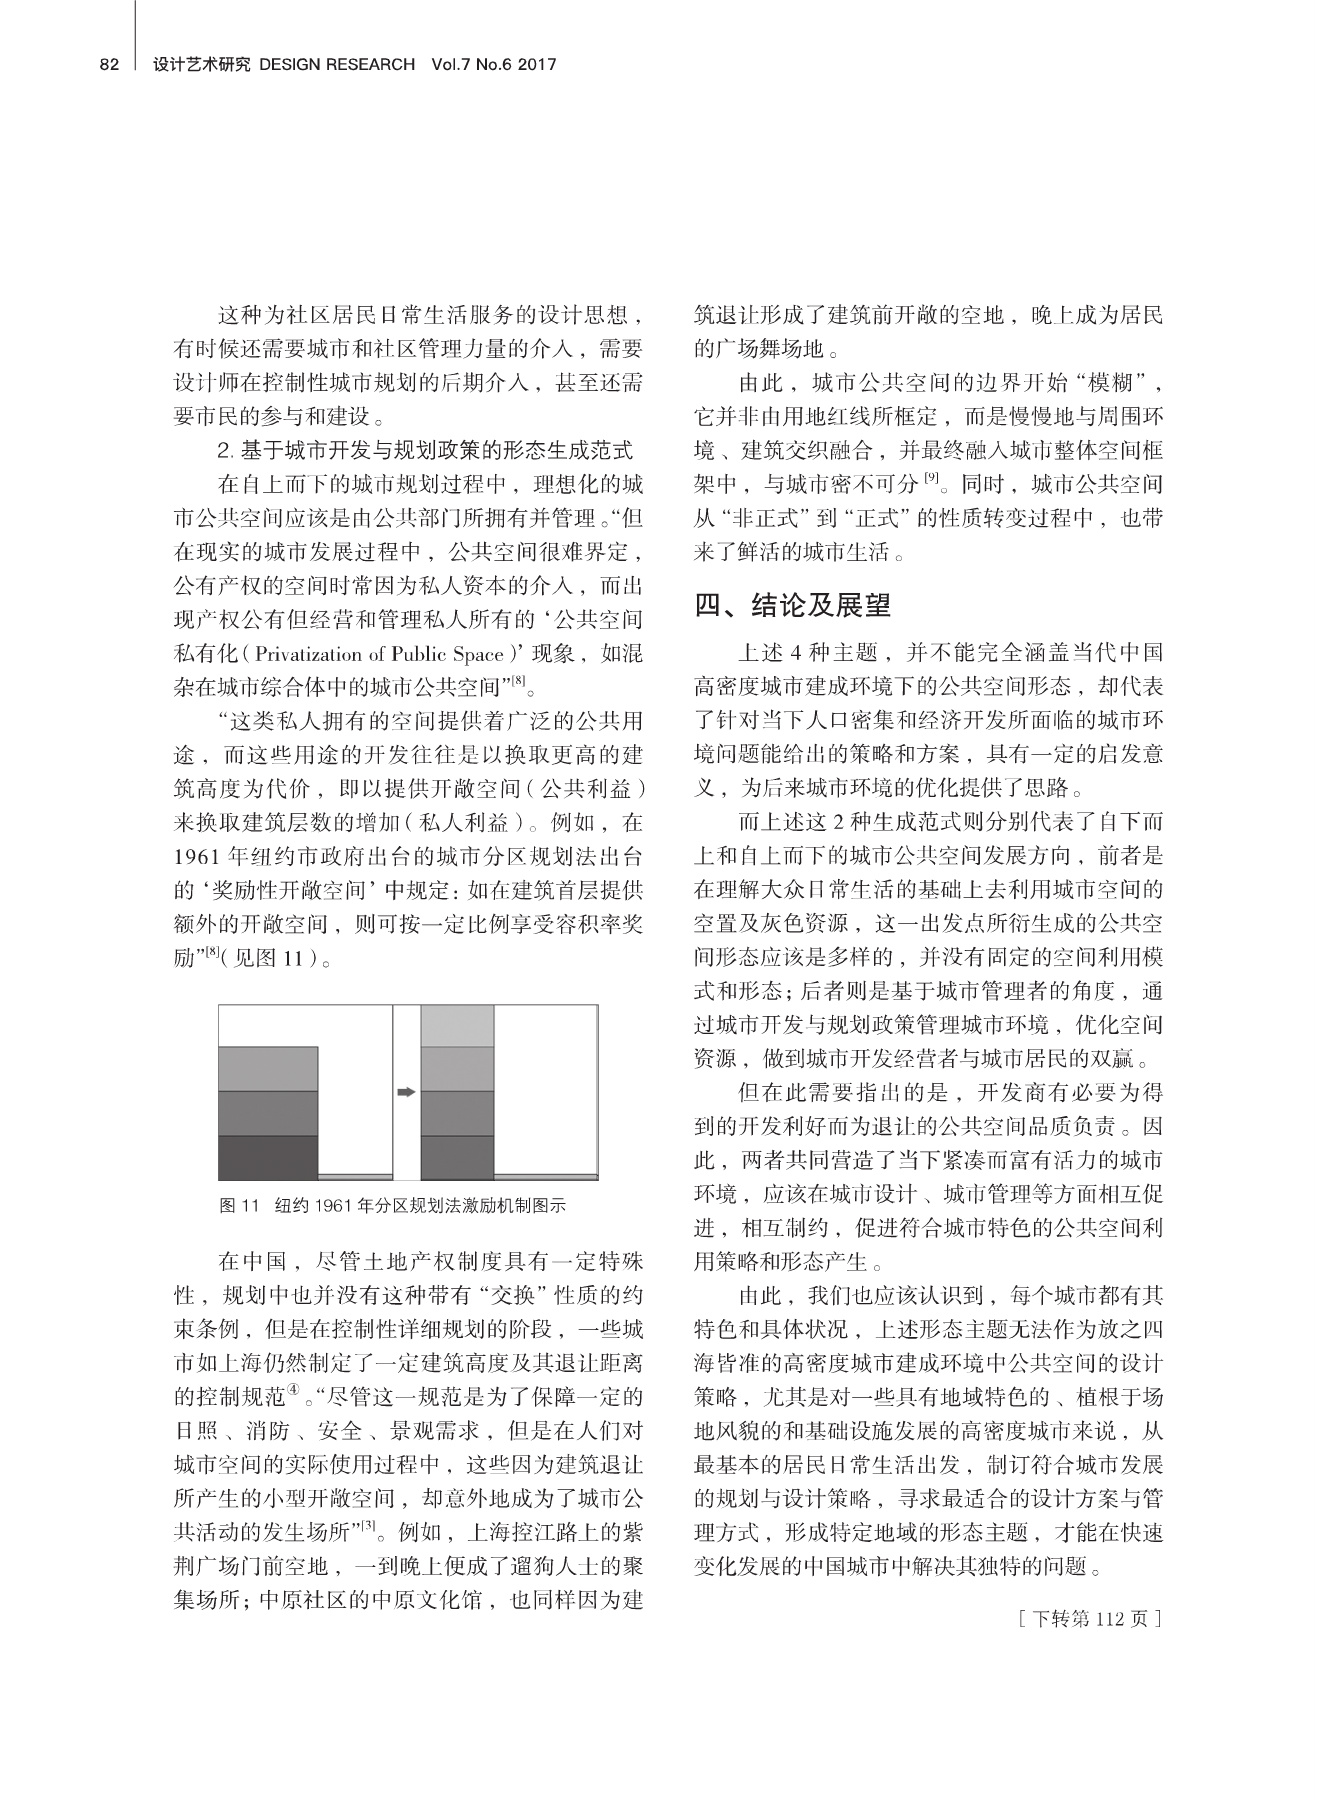 82 设计艺术研究 DESIGN RESEARCH Vol.7 No.6 2017
这种为社区居民日常生活服务的设计思想，
有时候还需要城市和社区管理力量的介入，需要
设计师在控制性城市规划的后期介入，甚至还需
要市民的参与和建设。
2. 基于城市开发与规划政策的形态生成范式
在自上而下的城市规划过程中，理想化的城
市公共空间应该是由公共部门所拥有并管理。“但
在现实的城市发展过程中，公共空间很难界定，
公有产权的空间时常因为私人资本的介入，而出
现产权公有但经营和管理私人所有的‘公共空间
私有化（Privatization of Public Space）’现象，如混
杂在城市综合体中的城市公共空间”[8]。
“这类私人拥有的空间提供着广泛的公共用
途，而这些用途的开发往往是以换取更高的建
筑高度为代价，即以提供开敞空间（公共利益）
来换取建筑层数的增加（私人利益）。例如，在
1961 年纽约市政府出台的城市分区规划法出台
的‘奖励性开敞空间’中规定：如在建筑首层提供
额外的开敞空间，则可按一定比例享受容积率奖
励”[8]（见图 11）。
图 11 纽约 1961 年分区规划法激励机制图示
在中国，尽管土地产权制度具有一定特殊
性，规划中也并没有这种带有“交换”性质的约
束条例，但是在控制性详细规划的阶段，一些城
市如上海仍然制定了一定建筑高度及其退让距离
的控制规范④。“尽管这一规范是为了保障一定的
日照、消防、安全、景观需求，但是在人们对
城市空间的实际使用过程中，这些因为建筑退让
所产生的小型开敞空间，却意外地成为了城市公
共活动的发生场所”[3]。例如，上海控江路上的紫
荆广场门前空地，一到晚上便成了遛狗人士的聚
集场所；中原社区的中原文化馆，也同样因为建
筑退让形成了建筑前开敞的空地，晚上成为居民
的广场舞场地。
由此，城市公共空间的边界开始“模糊”，
它并非由用地红线所框定，而是慢慢地与周围环
境、建筑交织融合，并最终融入城市整体空间框
架中，与城市密不可分[9]。同时，城市公共空间
从“非正式”到“正式”的性质转变过程中，也带
来了鲜活的城市生活。
四、结论及展望
上述 4 种主题，并不能完全涵盖当代中国
高密度城市建成环境下的公共空间形态，却代表
了针对当下人口密集和经济开发所面临的城市环
境问题能给出的策略和方案，具有一定的启发意
义，为后来城市环境的优化提供了思路。
而上述这 2 种生成范式则分别代表了自下而
上和自上而下的城市公共空间发展方向，前者是
在理解大众日常生活的基础上去利用城市空间的
空置及灰色资源，这一出发点所衍生成的公共空
间形态应该是多样的，并没有固定的空间利用模
式和形态；后者则是基于城市管理者的角度，通
过城市开发与规划政策管理城市环境，优化空间
资源，做到城市开发经营者与城市居民的双赢。
但在此需要指出的是，开发商有必要为得
到的开发利好而为退让的公共空间品质负责。因
此，两者共同营造了当下紧凑而富有活力的城市
环境，应该在城市设计、城市管理等方面相互促
进，相互制约，促进符合城市特色的公共空间利
用策略和形态产生。
由此，我们也应该认识到，每个城市都有其
特色和具体状况，上述形态主题无法作为放之四
海皆准的高密度城市建成环境中公共空间的设计
策略，尤其是对一些具有地域特色的、植根于场
地风貌的和基础设施发展的高密度城市来说，从
最基本的居民日常生活出发，制订符合城市发展
的规划与设计策略，寻求最适合的设计方案与管
理方式，形成特定地域的形态主题，才能在快速
变化发展的中国城市中解决其独特的问题。
［下转第 112 页］